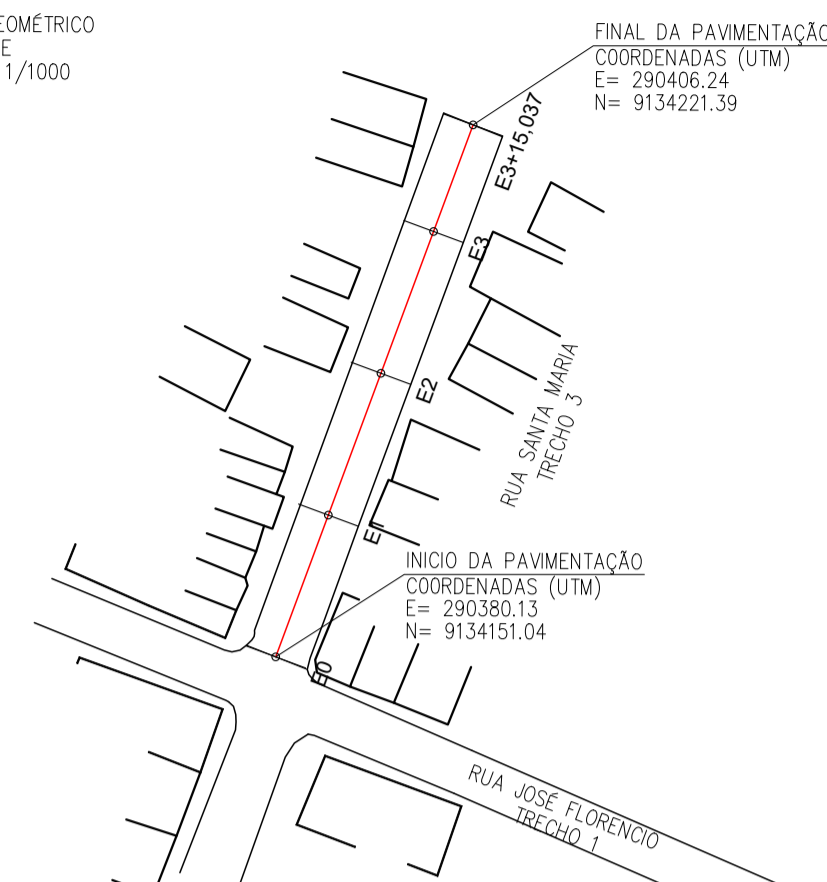 EOMÉTRICO
E
1/1000
FINAL DA PAVIMENTAÇÃO
COORDENADAS (UTM)
E= 290406.24
N= 9134221.39
E3+15,037
E3
E2
RUA SANTA MARIA
TRECHO 3
E1
INICIO DA PAVIMENTAÇÃO
COORDENADAS (UTM)
E= 290380.13
N= 9134151.04
E0
RUA JOSÉ FLORENCIO
TRECHO 1